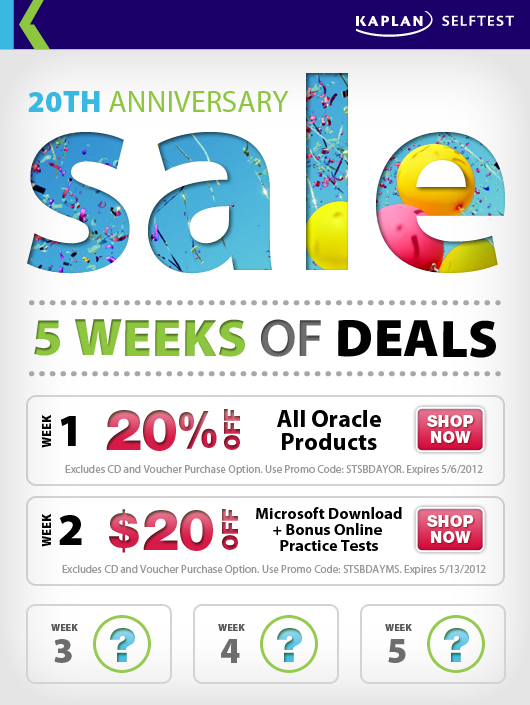 KAPLAN SELFTEST
20TH ANNIVERSARY
sale
5 WEEKS OF DEALS
WEEK 1 20% OFF All Oracle Products SHOP NOW
Excludes CD and Voucher Purchase Option. Use Promo Code: STSBDAYOR. Expires 5/6/2012
WEEK 2 $20 OFF Microsoft Download + Bonus Online Practice Tests SHOP NOW
Excludes CD and Voucher Purchase Option. Use Promo Code: STSBDAYMS. Expires 5/13/2012
WEEK 3 ?
WEEK 4 ?
WEEK 5 ?